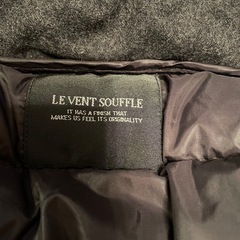 LE VENT SOUFFLE
IT HAS A FINISH THAT
MAKES US FEEL ITS ORIGINALITY